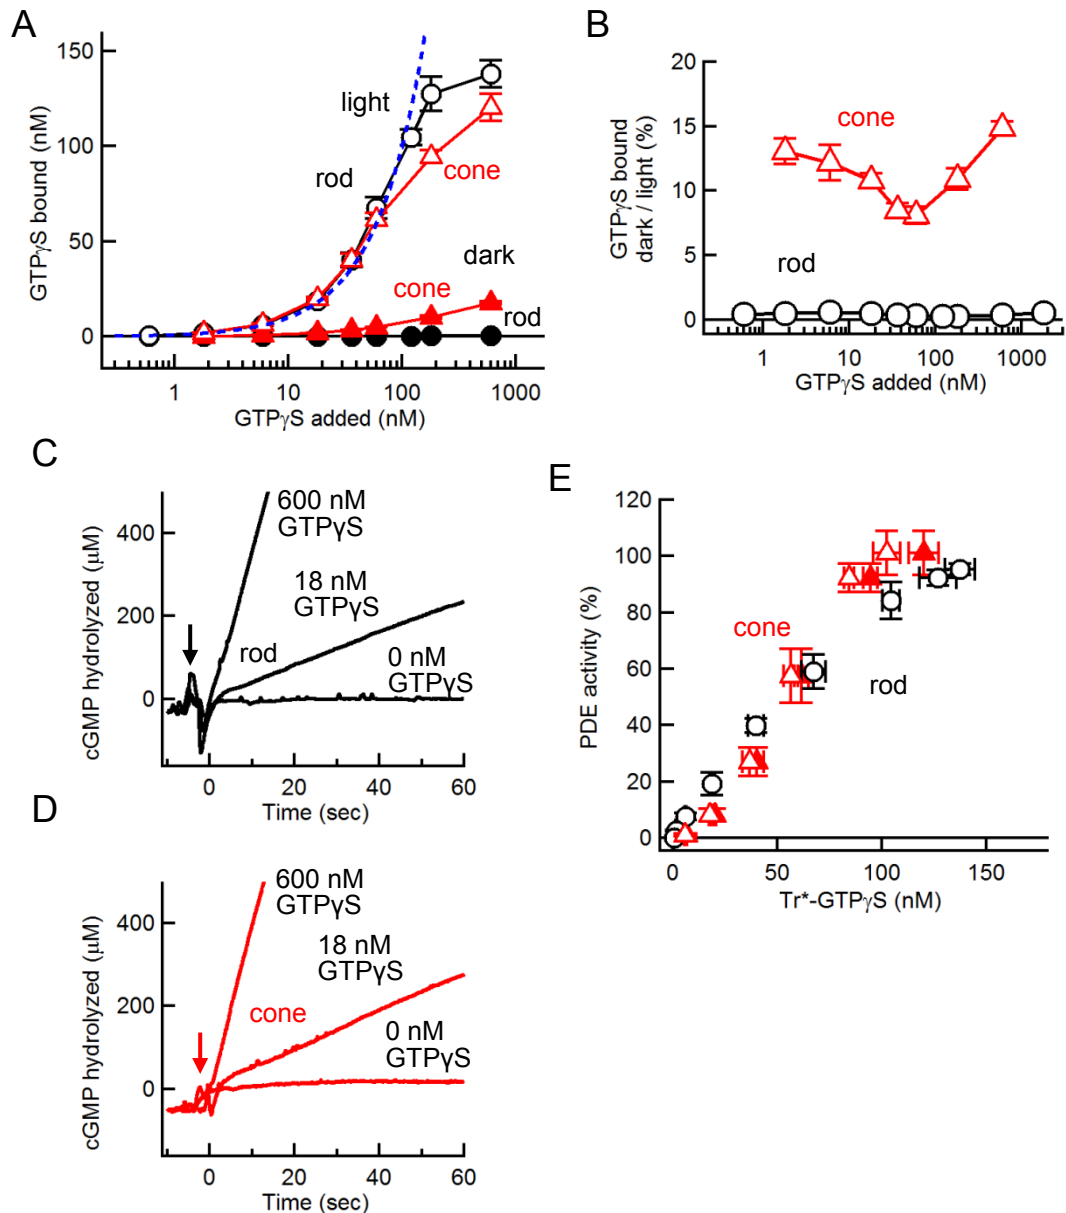 A
GTPγS bound (nM)
150
100
50
0
light
rod
cone
dark
cone
rod
1
10
100
1000
GTPγS added (nM)
B
GTPγS bound
dark / light (%)
20
15
10
5
0
cone
rod
1
10
100
1000
GTPγS added (nM)
C
cGMP hydrolyzed (μM)
400
200
0
600 nM
GTPγS
18 nM
GTPγS
rod
0 nM
GTPγS
0
20
40
60
Time (sec)
D
cGMP hydrolyzed (μM)
400
200
0
600 nM
GTPγS
18 nM
GTPγS
cone
0 nM
GTPγS
0
20
40
60
Time (sec)
E
PDE activity (%)
120
100
80
60
40
20
0
cone
rod
0
50
100
150
Tr*-GTPγS (nM)